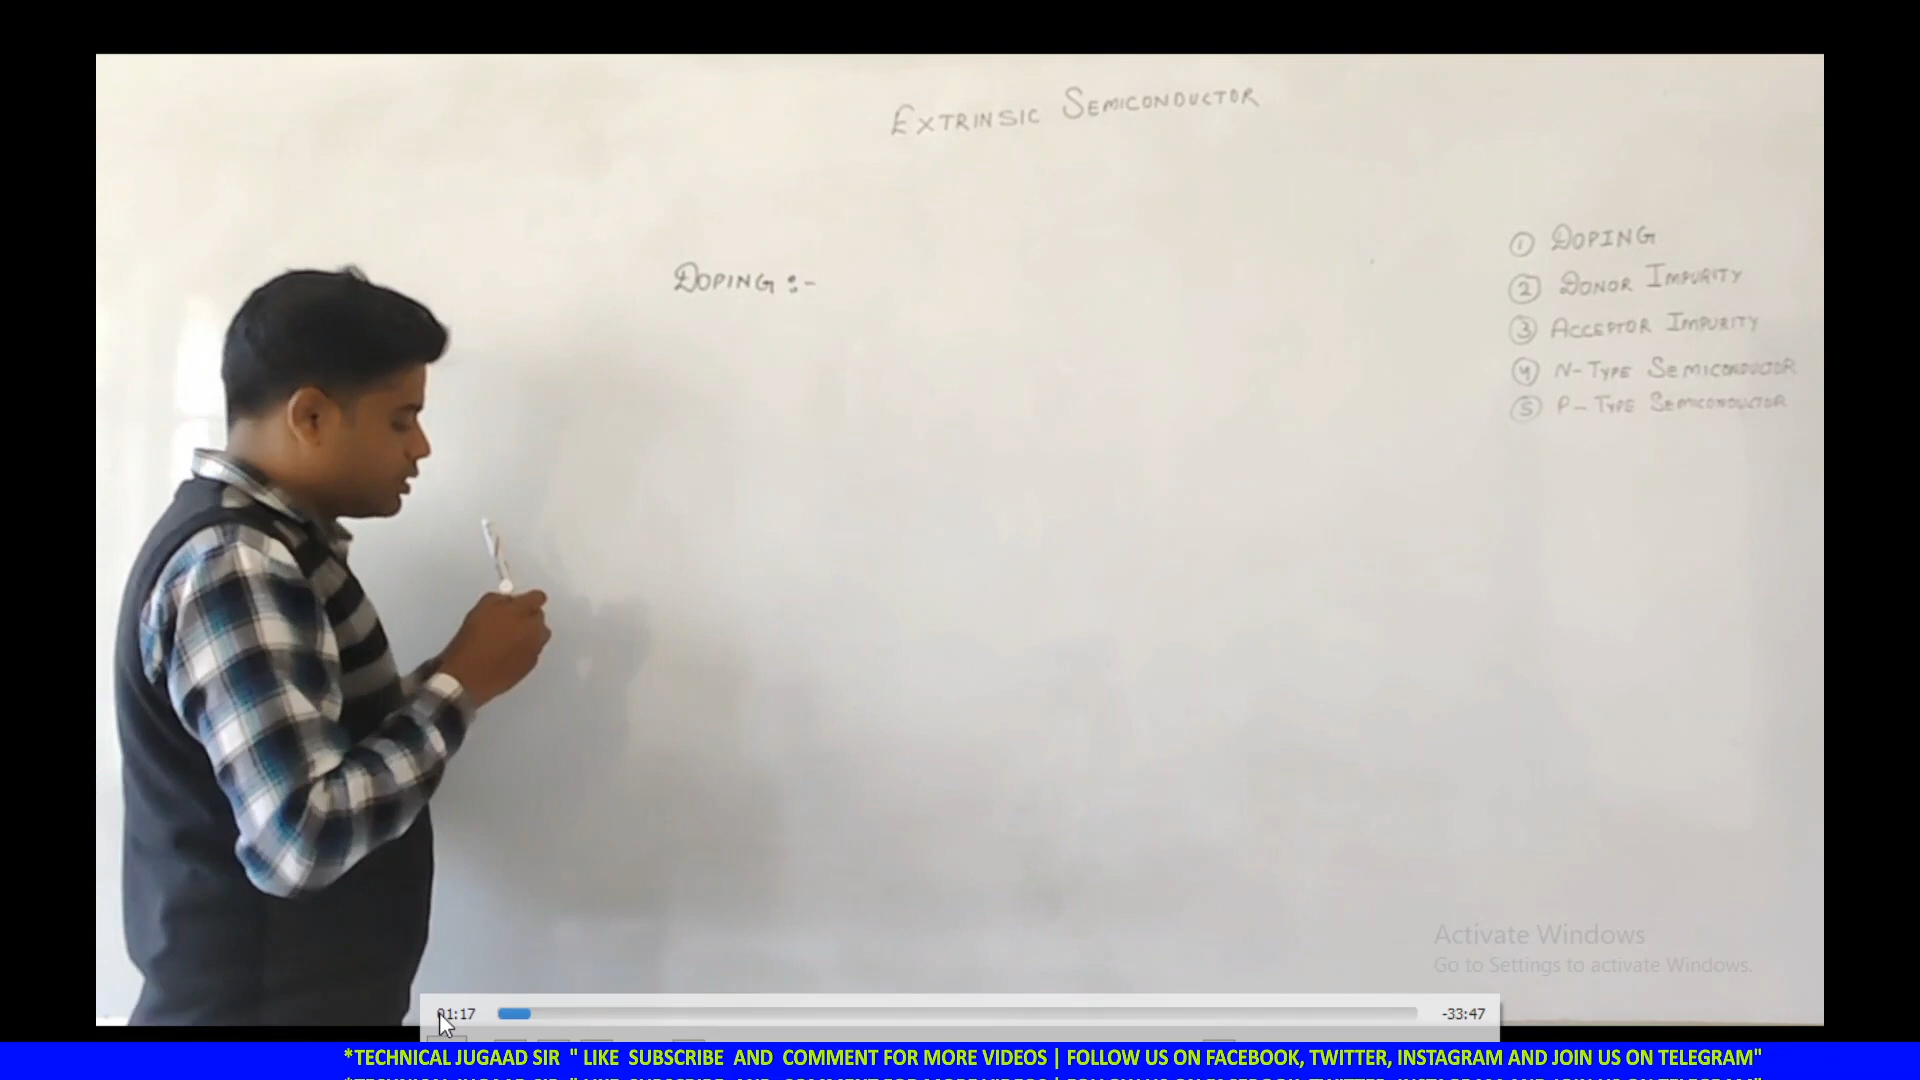 EXTRINSIC SEMICONDUCTOR
DOPING :-
① DOPING
② DONOR IMPURITY
③ ACCEPTOR IMPURITY
④ N-TYPE SEMICONDUCTOR
⑤ P-TYPE SEMICONDUCTOR
Activate Windows
Go to Settings to activate Windows.
01:17
-33:47
*TECHNICAL JUGAAD SIR " LIKE SUBSCRIBE AND COMMENT FOR MORE VIDEOS | FOLLOW US ON FACEBOOK, TWITTER, INSTAGRAM AND JOIN US ON TELEGRAM"